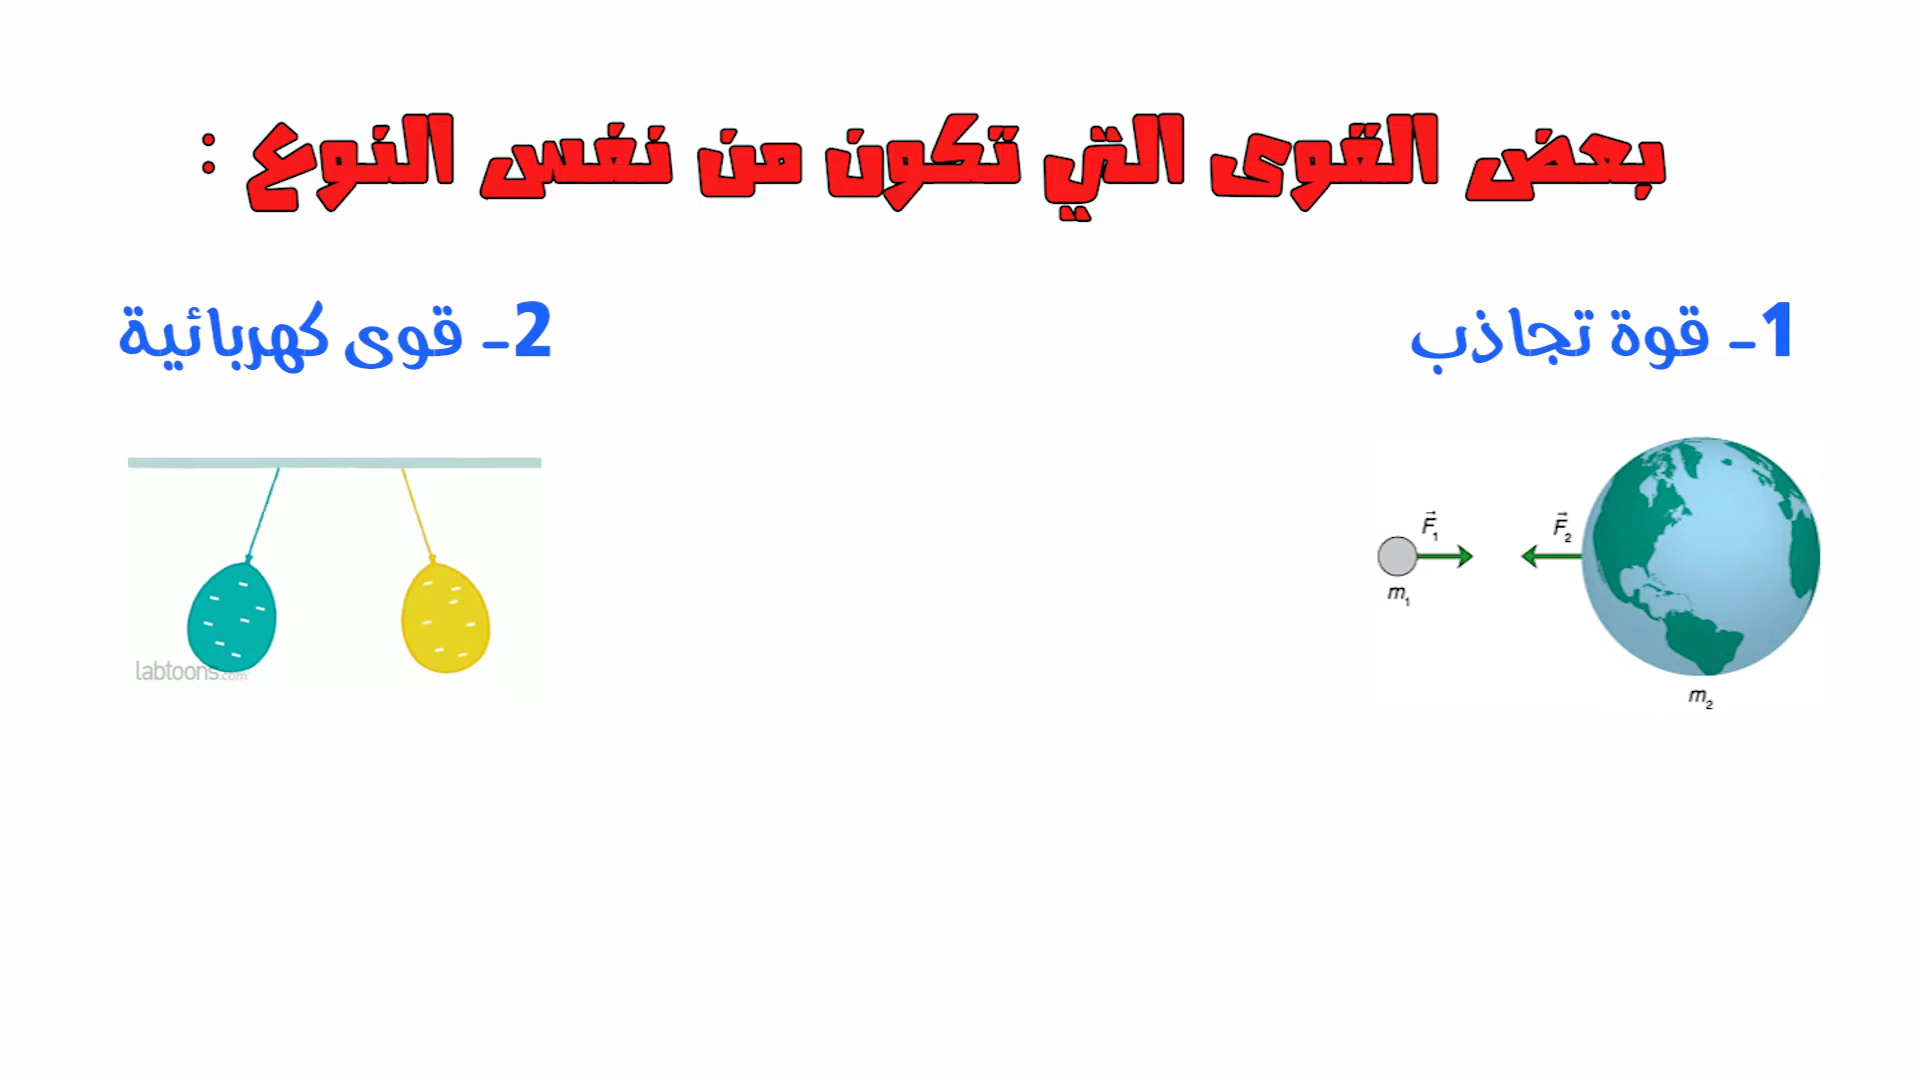 بعض القوى التي تكون من نفس النوع :
1- قوة تجاذب
2- قوى كهربائية
F₁
F₂
m₁
m₂
labtoons.com